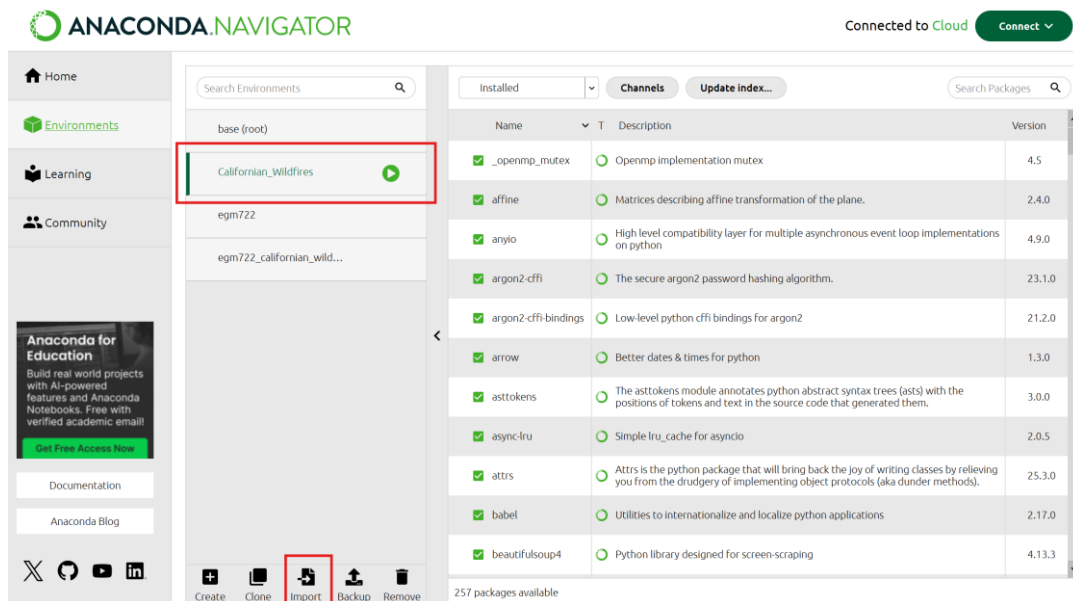 ANACONDA.NAVIGATOR
Connected to Cloud
Connect
Home
Environments
Learning
Community
Anaconda for
Education
Build real world projects
with AI-powered
features and Anaconda
Notebooks. Free with
verified academic email!
Get Free Access Now
Documentation
Anaconda Blog
Search Environments
base (root)
Californian_Wildfires
egm722
egm722_californian_wild...
Create Clone Import Backup Remove
Installed
Channels
Update index...
Search Packages
Name T Description Version
_openmp_mutex Openmp implementation mutex 4.5
affine Matrices describing affine transformation of the plane. 2.4.0
anyio High level compatibility layer for multiple asynchronous event loop implementations
on python 4.9.0
argon2-cffi The secure argon2 password hashing algorithm. 23.1.0
argon2-cffi-bindings Low-level python cffi bindings for argon2 21.2.0
arrow Better dates & times for python 1.3.0
asttokens The asttokens module annotates python abstract syntax trees (asts) with the
positions of tokens and text in the source code that generated them. 3.0.0
async-lru Simple lru_cache for asyncio 2.0.5
attrs Attrs is the python package that will bring back the joy of writing classes by relieving
you from the drudgery of implementing object protocols (aka dunder methods). 25.3.0
babel Utilities to internationalize and localize python applications 2.17.0
beautifulsoup4 Python library designed for screen-scraping 4.13.3
257 packages available